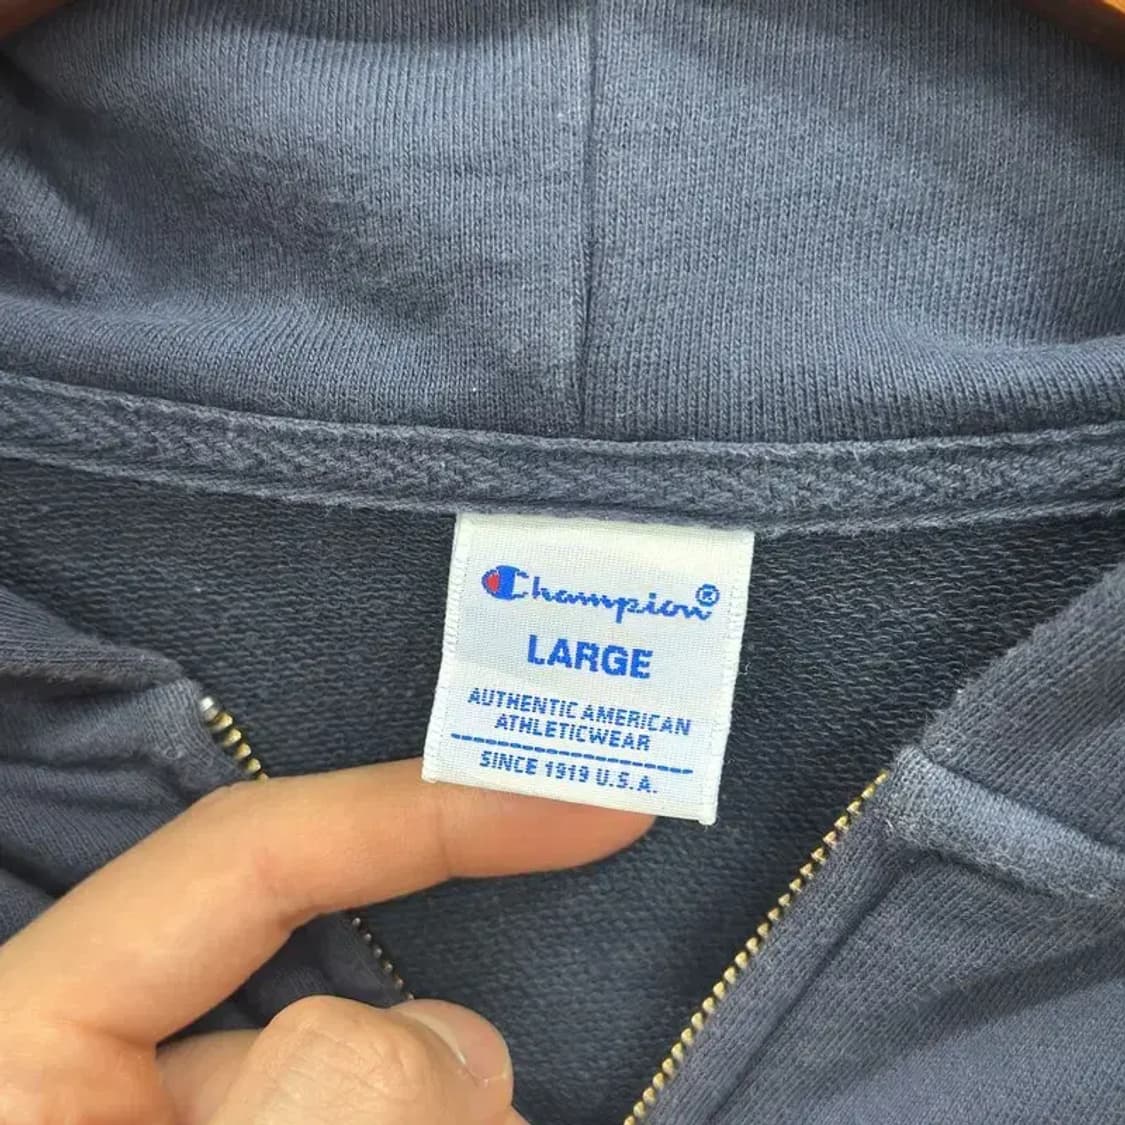 Champion®
LARGE
AUTHENTIC AMERICAN
ATHLETICWEAR
SINCE 1919 U.S.A.